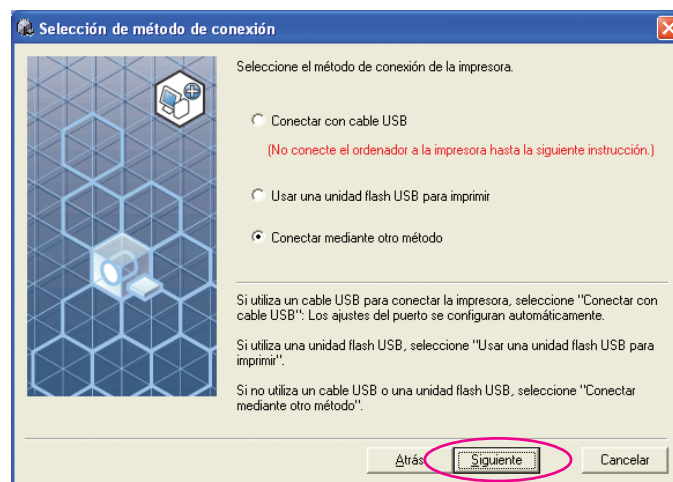 Selección de método de conexión
Seleccione el método de conexión de la impresora.
Conectar con cable USB
(No conecte el ordenador a la impresora hasta la siguiente instrucción.)
Usar una unidad flash USB para imprimir
Conectar mediante otro método
Si utiliza un cable USB para conectar la impresora, seleccione "Conectar con
cable USB": Los ajustes del puerto se configuran automáticamente.
Si utiliza una unidad flash USB, seleccione "Usar una unidad flash USB para
imprimir".
Si no utiliza un cable USB o una unidad flash USB, seleccione "Conectar
mediante otro método".
Atrás Siguiente Cancelar